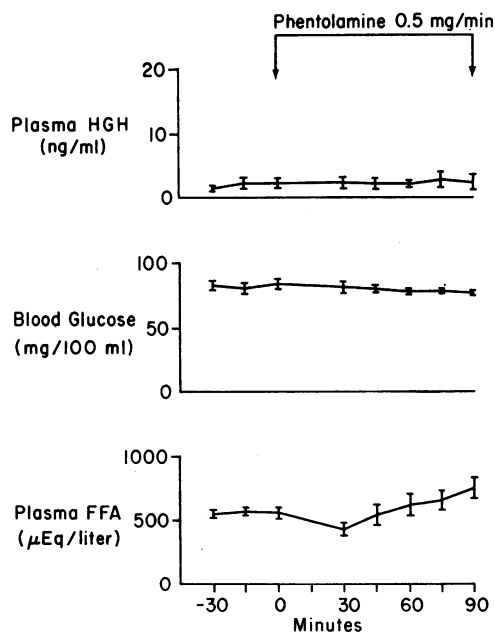 Phentolamine 0.5 mg/min
20
Plasma HGH
(ng/ml)
10
0
100
Blood Glucose
(mg/100 ml)
50
0
1000
Plasma FFA
(μEq/liter)
500
0
-30 0 30 60 90
Minutes